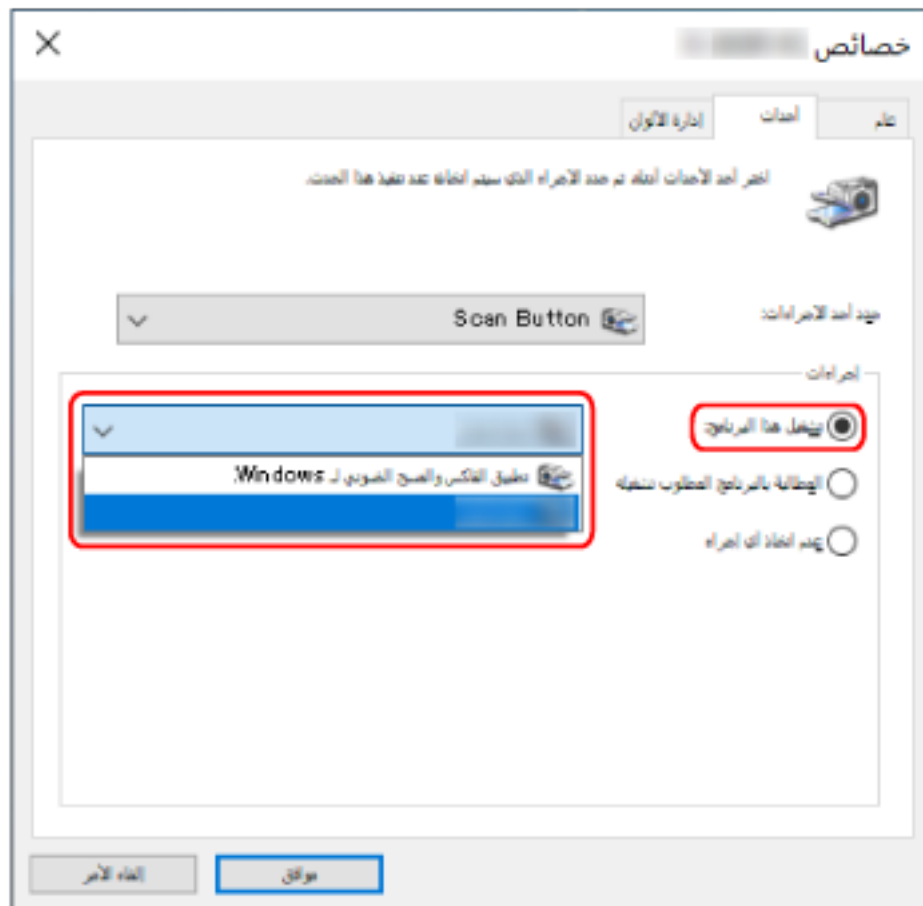 خصائص
عام
أحداث
إدارة الألوان
اختر أحد الأحداث أدناه، ثم حدد الإجراء الذي سيتم اتخاذه عند تنفيذ هذا الحدث.
حدد أحد الإجراءات:
Scan Button
إجراءات
تشغيل هذا البرنامج:
تطبيق الفاكس والمسح الضوئي لـ Windows.
المطالبة بالبرنامج المطلوب تشغيله
عدم اتخاذ أي إجراء
موافق
إلغاء الأمر